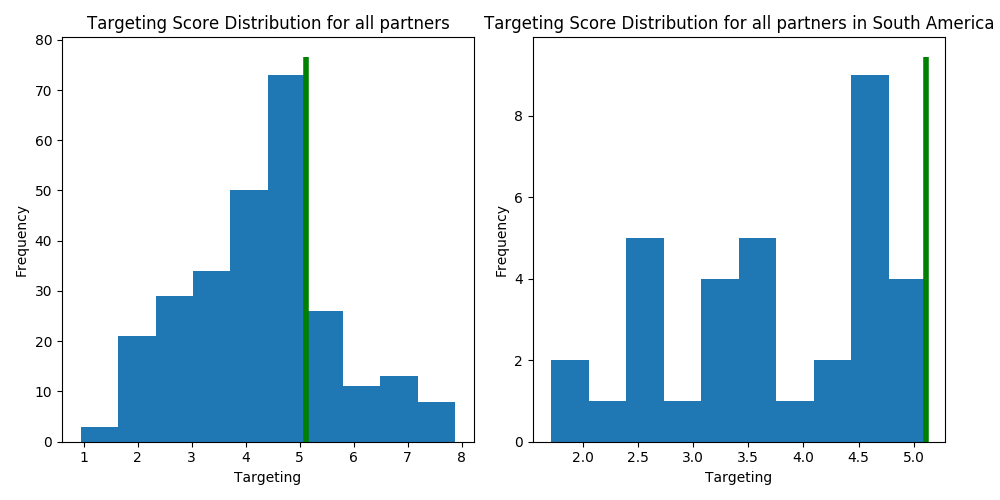 Targeting Score Distribution for all partners
80
70
60
50
40
30
20
10
0
Frequency
1 2 3 4 5 6 7 8
Targeting
Targeting Score Distribution for all partners in South America
8
6
4
2
0
Frequency
2.0 2.5 3.0 3.5 4.0 4.5 5.0
Targeting